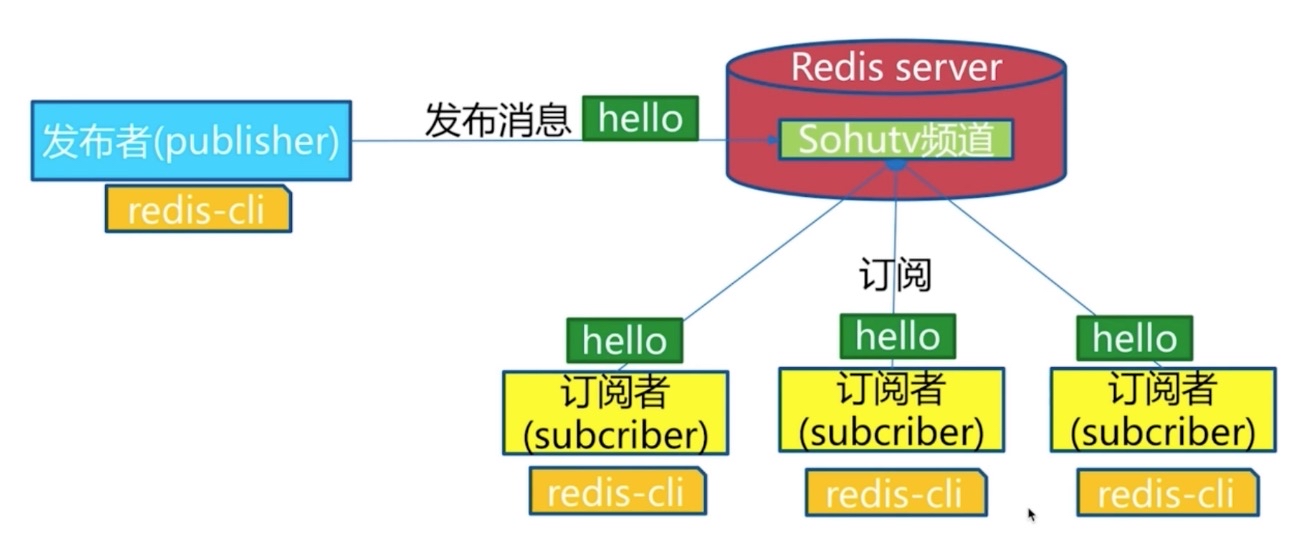 Redis server
发布者(publisher)
发布消息
hello
Sohutv频道
redis-cli
订阅
hello
hello
hello
订阅者
(subcriber)
订阅者
(subcriber)
订阅者
(subcriber)
redis-cli
redis-cli
redis-cli